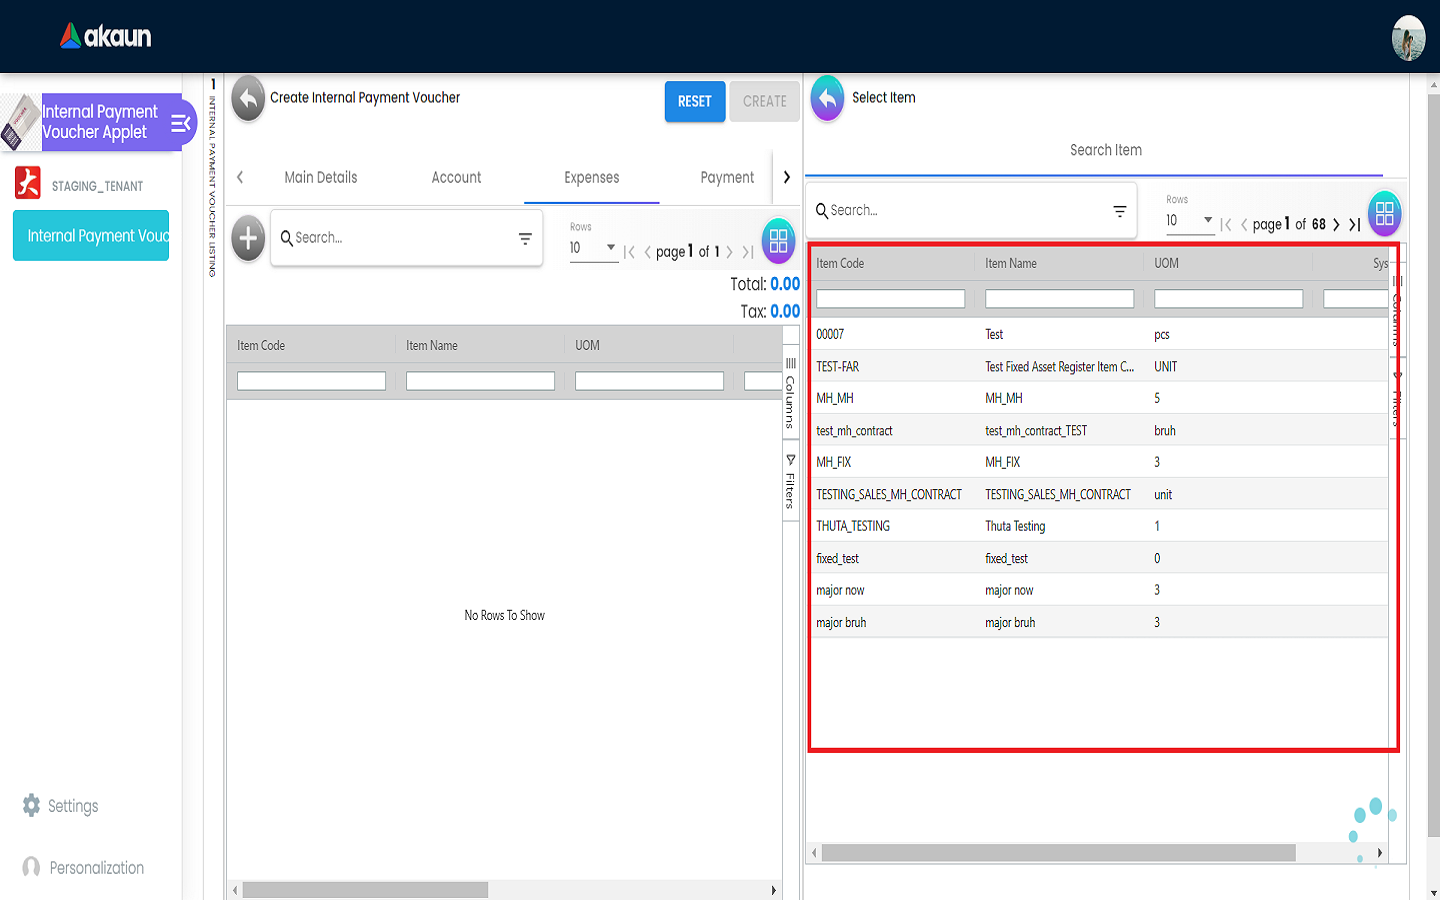 akaun
Internal Payment
Voucher Applet
STAGING_TENANT
Internal Payment Vouc
Settings
Personalization
1
INTERNAL PAYMENT VOUCHER LISTING
Create Internal Payment Voucher
RESET
CREATE
Main Details
Account
Expenses
Payment
Search...
Rows
10
page 1 of 1
Total: 0.00
Tax: 0.00
Item Code
Item Name
UOM
Columns
Filters
No Rows To Show
Select Item
Search Item
Search...
Rows
10
page 1 of 68
Item Code Item Name UOM Sys
00007 Test pcs
TEST-FAR Test Fixed Asset Register Item C... UNIT
MH_MH MH_MH 5
test_mh_contract test_mh_contract_TEST bruh
MH_FIX MH_FIX 3
TESTING_SALES_MH_CONTRACT TESTING_SALES_MH_CONTRACT unit
THUTA_TESTING Thuta Testing 1
fixed_test fixed_test 0
major now major now 3
major bruh major bruh 3
Columns
Filters